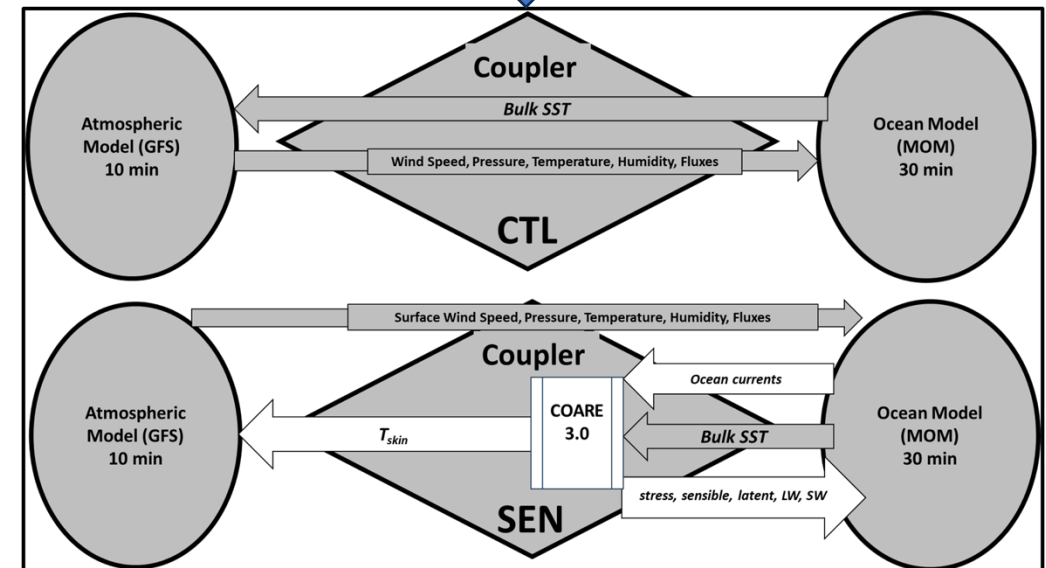 Coupler
Bulk SST
Atmospheric
Model (GFS)
10 min
Ocean Model
(MOM)
30 min
Wind Speed, Pressure, Temperature, Humidity, Fluxes
CTL
Surface Wind Speed, Pressure, Temperature, Humidity, Fluxes
Coupler
Ocean currents
Atmospheric
Model (GFS)
10 min
Tskin
COARE
3.0
Bulk SST
Ocean Model
(MOM)
30 min
stress, sensible, latent, LW, SW
SEN